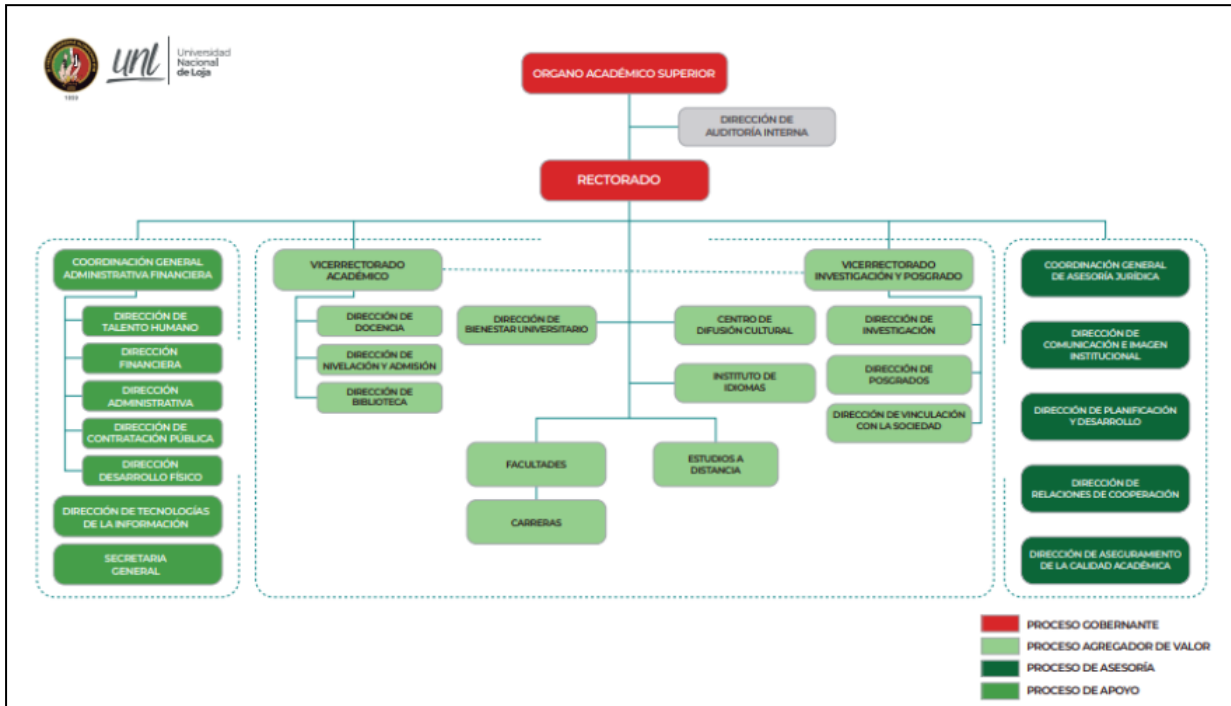 unl
Universidad
Nacional
de Loja
ORGANO ACADÉMICO SUPERIOR
DIRECCIÓN DE
AUDITORÍA INTERNA
RECTORADO
COORDINACIÓN GENERAL
ADMINISTRATIVA FINANCIERA
DIRECCIÓN DE
TALENTO HUMANO
DIRECCIÓN
FINANCIERA
DIRECCIÓN
ADMINISTRATIVA
DIRECCIÓN DE
CONTRATACIÓN PÚBLICA
DIRECCIÓN
DESARROLLO FÍSICO
DIRECCIÓN DE TECNOLOGÍAS
DE LA INFORMACIÓN
SECRETARIA
GENERAL
VICERRECTORADO
ACADÉMICO
DIRECCIÓN DE
DOCENCIA
DIRECCIÓN DE
NIVELACIÓN Y ADMISIÓN
DIRECCIÓN DE
BIBLIOTECA
DIRECCIÓN DE
BIENESTAR UNIVERSITARIO
CENTRO DE
DIFUSIÓN CULTURAL
INSTITUTO DE
IDIOMAS
FACULTADES
CARRERAS
ESTUDIOS A
DISTANCIA
VICERRECTORADO
INVESTIGACIÓN Y POSGRADO
DIRECCIÓN DE
INVESTIGACIÓN
DIRECCIÓN DE
POSGRADOS
DIRECCIÓN DE VINCULACIÓN
CON LA SOCIEDAD
COORDINACIÓN GENERAL
DE ASESORÍA JURÍDICA
DIRECCIÓN DE
COMUNICACIÓN E IMAGEN
INSTITUCIONAL
DIRECCIÓN DE PLANIFICACIÓN
Y DESARROLLO
DIRECCIÓN DE
RELACIONES DE COOPERACIÓN
DIRECCIÓN DE ASEGURAMIENTO
DE LA CALIDAD ACADÉMICA
PROCESO GOBERNANTE
PROCESO AGREGADOR DE VALOR
PROCESO DE ASESORÍA
PROCESO DE APOYO